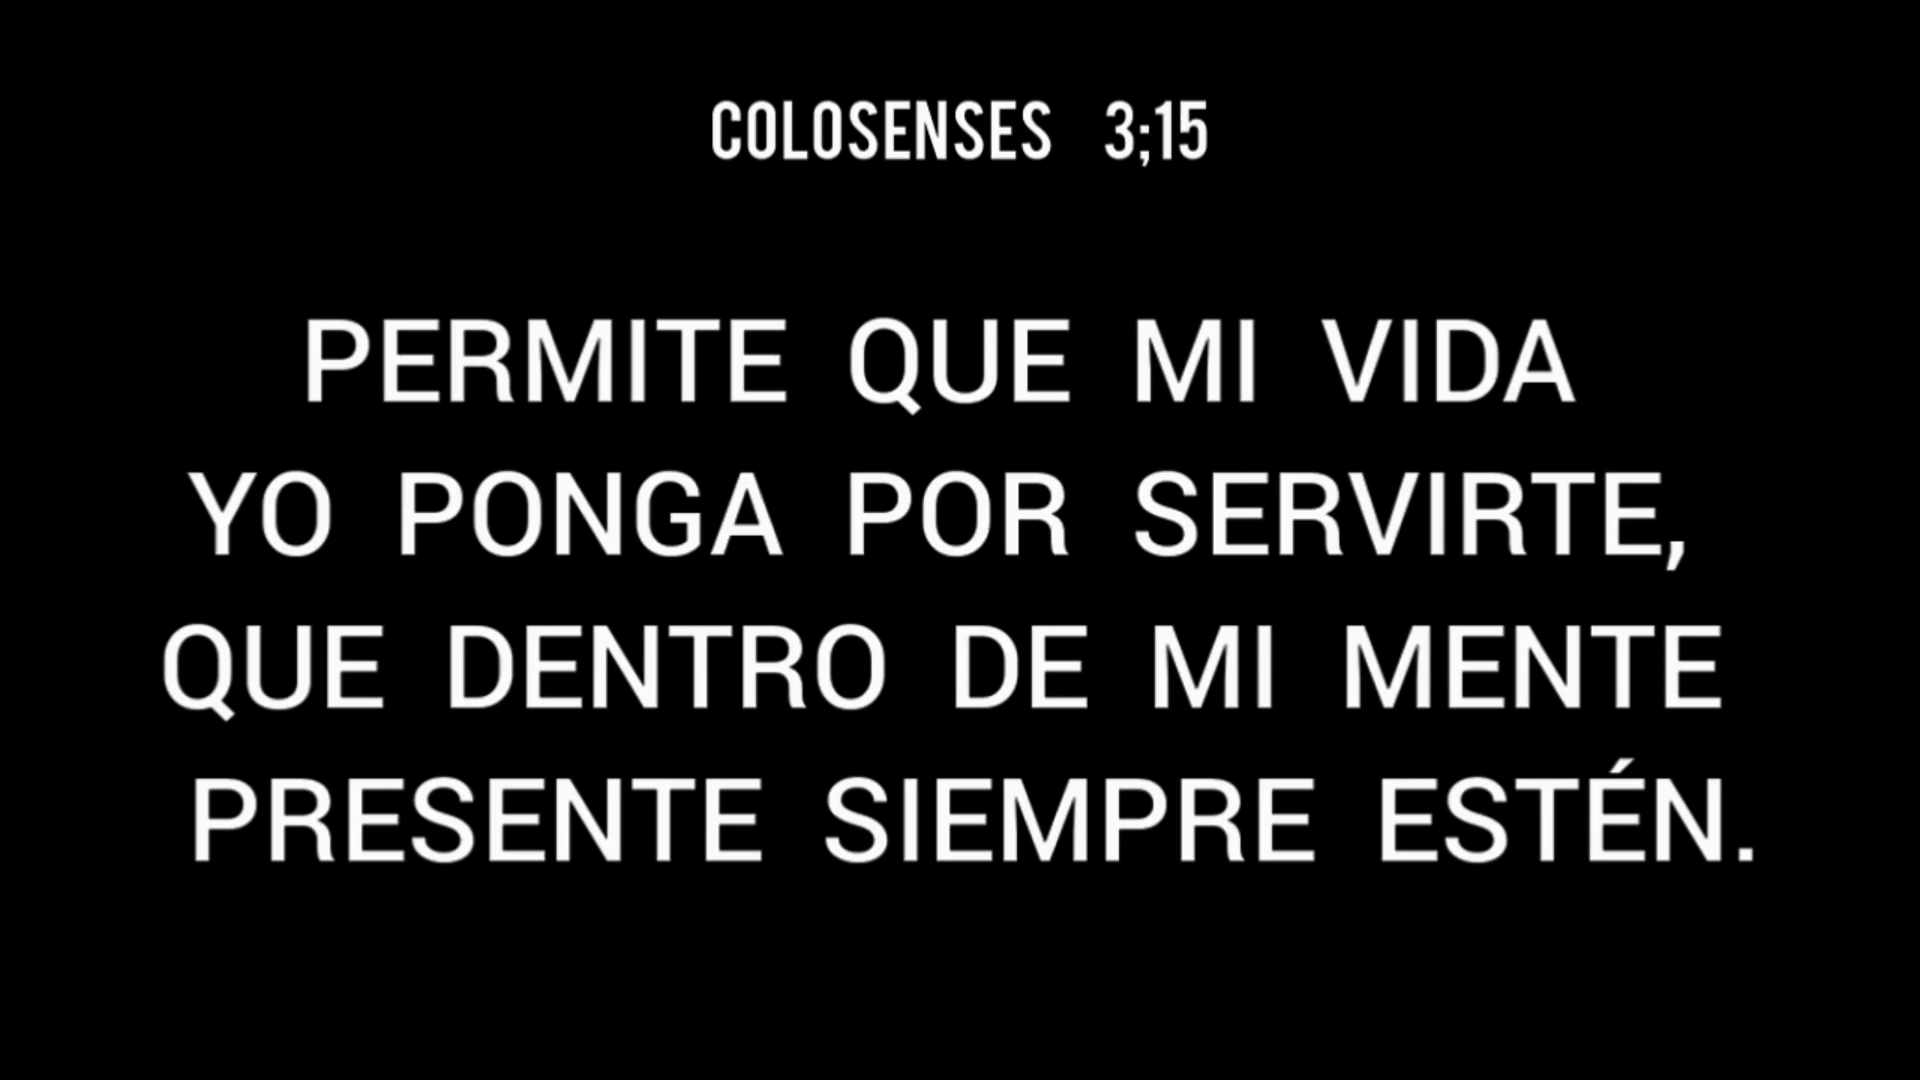 COLOSENSES 3;15
PERMITE QUE MI VIDA
YO PONGA POR SERVIRTE,
QUE DENTRO DE MI MENTE
PRESENTE SIEMPRE ESTÉN.